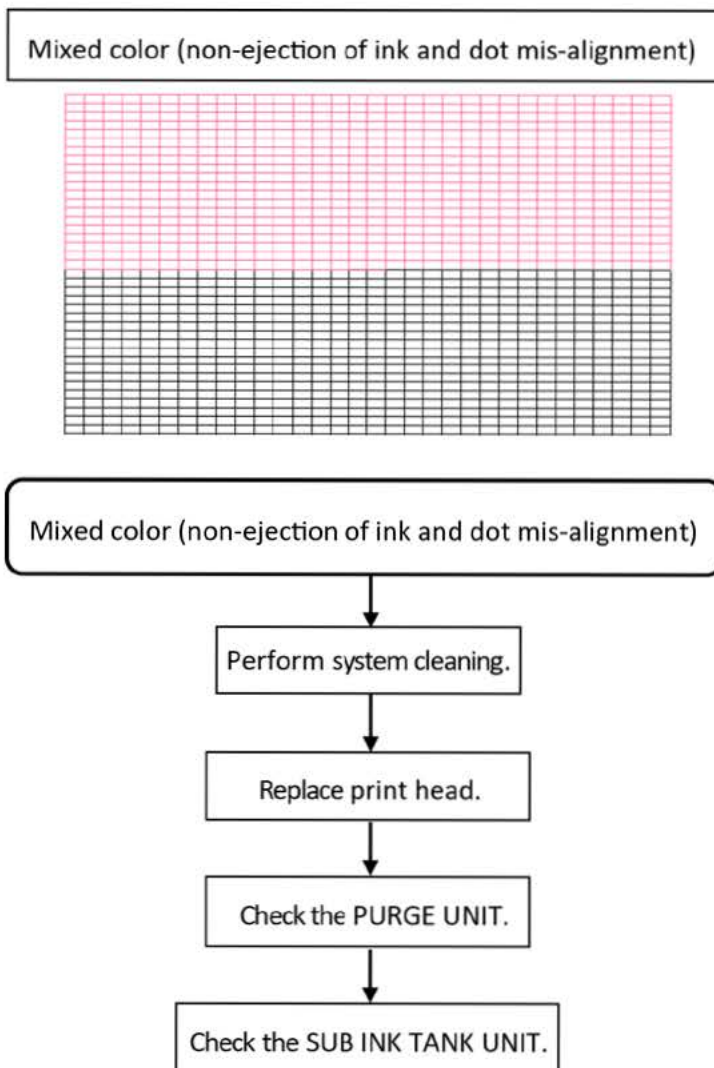 Mixed color (non-ejection of ink and dot mis-alignment)
Mixed color (non-ejection of ink and dot mis-alignment)
Perform system cleaning.
Replace print head.
Check the PURGE UNIT.
Check the SUB INK TANK UNIT.